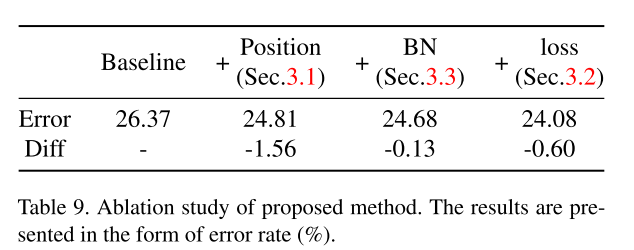 Baseline + Position (Sec.3.1) + BN (Sec.3.3) + loss (Sec.3.2)
Error 26.37 24.81 24.68 24.08
Diff - -1.56 -0.13 -0.60
Table 9. Ablation study of proposed method. The results are pre-
sented in the form of error rate (%).